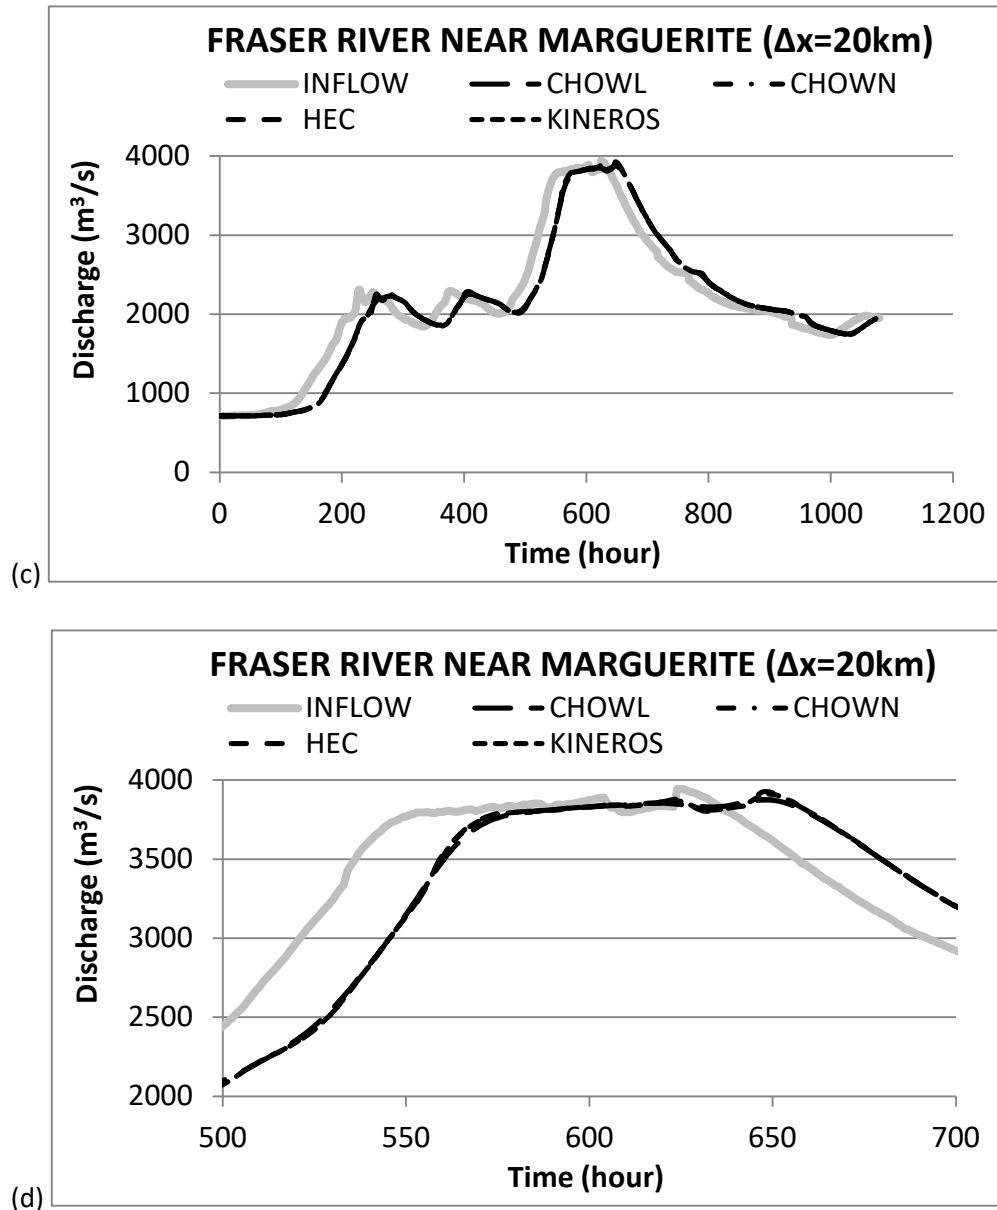 FRASER RIVER NEAR MARGUERITE (Δx=20km)
INFLOW CHOWL CHOWN
HEC KINEROS
4000
3000
2000
1000
0
Discharge (m³/s)
0 200 400 600 800 1000 1200
Time (hour)
(c)
FRASER RIVER NEAR MARGUERITE (Δx=20km)
INFLOW CHOWL CHOWN
HEC KINEROS
4000
3500
3000
2500
2000
Discharge (m³/s)
500 550 600 650 700
Time (hour)
(d)